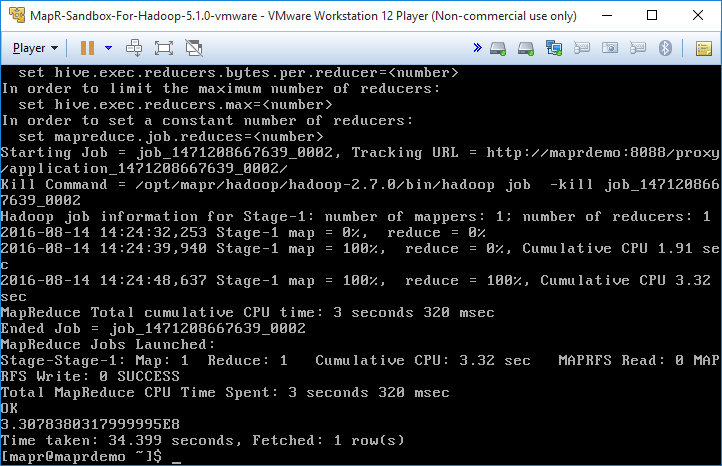 MapR-Sandbox-For-Hadoop-5.1.0-vmware - VMware Workstation 12 Player (Non-commercial use only)
Player
set hive.exec.reducers.bytes.per.reducer=<number>
In order to limit the maximum number of reducers:
set hive.exec.reducers.max=<number>
In order to set a constant number of reducers:
set mapreduce.job.reduces=<number>
Starting Job = job_1471208667639_0002, Tracking URL = http://maprdemo:8088/proxy
/application_1471208667639_0002/
Kill Command = /opt/mapr/hadoop/hadoop-2.7.0/bin/hadoop job  -kill job_147120866
7639_0002
Hadoop job information for Stage-1: number of mappers: 1; number of reducers: 1
2016-08-14 14:24:32,253 Stage-1 map = 0%,  reduce = 0%
2016-08-14 14:24:39,940 Stage-1 map = 100%,  reduce = 0%, Cumulative CPU 1.91 se
c
2016-08-14 14:24:48,637 Stage-1 map = 100%,  reduce = 100%, Cumulative CPU 3.32
sec
MapReduce Total cumulative CPU time: 3 seconds 320 msec
Ended Job = job_1471208667639_0002
MapReduce Jobs Launched:
Stage-Stage-1: Map: 1  Reduce: 1   Cumulative CPU: 3.32 sec   MAPRFS Read: 0 MAP
RFS Write: 0 SUCCESS
Total MapReduce CPU Time Spent: 3 seconds 320 msec
OK
3.3078380317999995E8
Time taken: 34.399 seconds, Fetched: 1 row(s)
[mapr@maprdemo ~]$ _